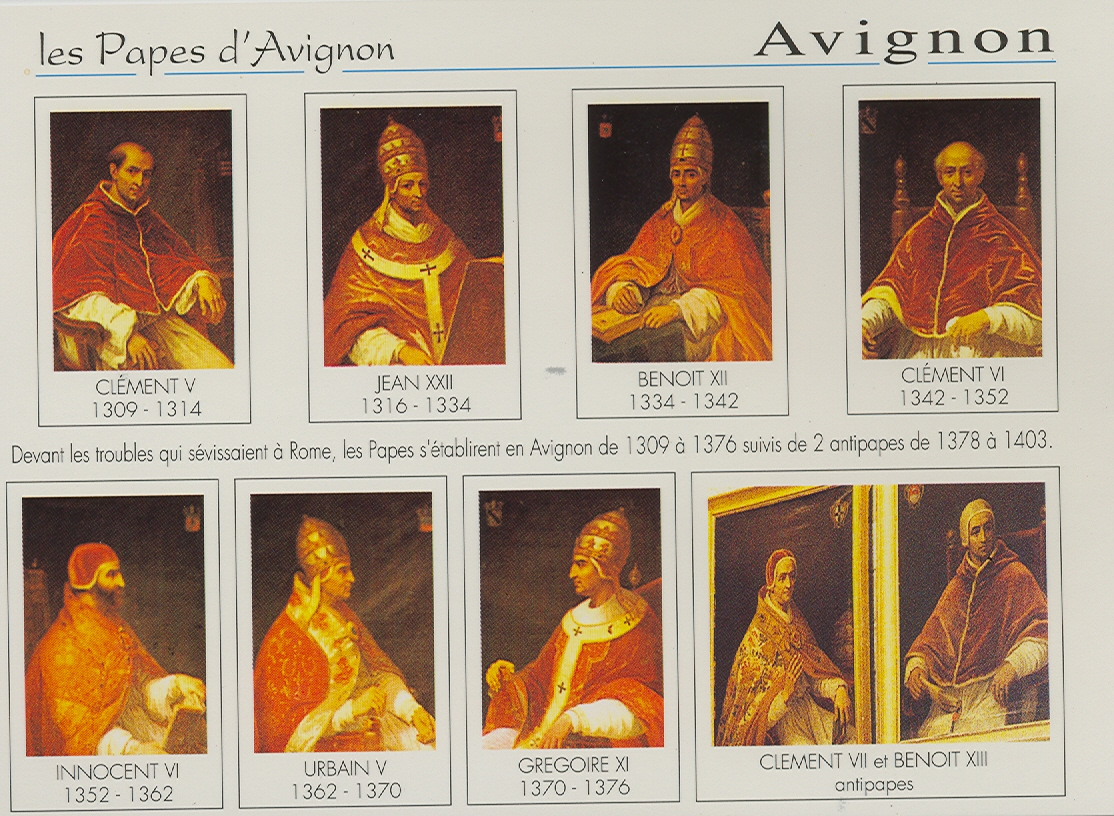 les Papes d'Avignon
Avignon
CLÉMENT V
1309 - 1314
JEAN XXII
1316 - 1334
BENOIT XII
1334 - 1342
CLÉMENT VI
1342 - 1352
Devant les troubles qui sévissaient à Rome, les Papes s'établirent en Avignon de 1309 à 1376 suivis de 2 antipapes de 1378 à 1403.
INNOCENT VI
1352 - 1362
URBAIN V
1362 - 1370
GREGOIRE XI
1370 - 1376
CLEMENT VII et BENOIT XIII
antipapes